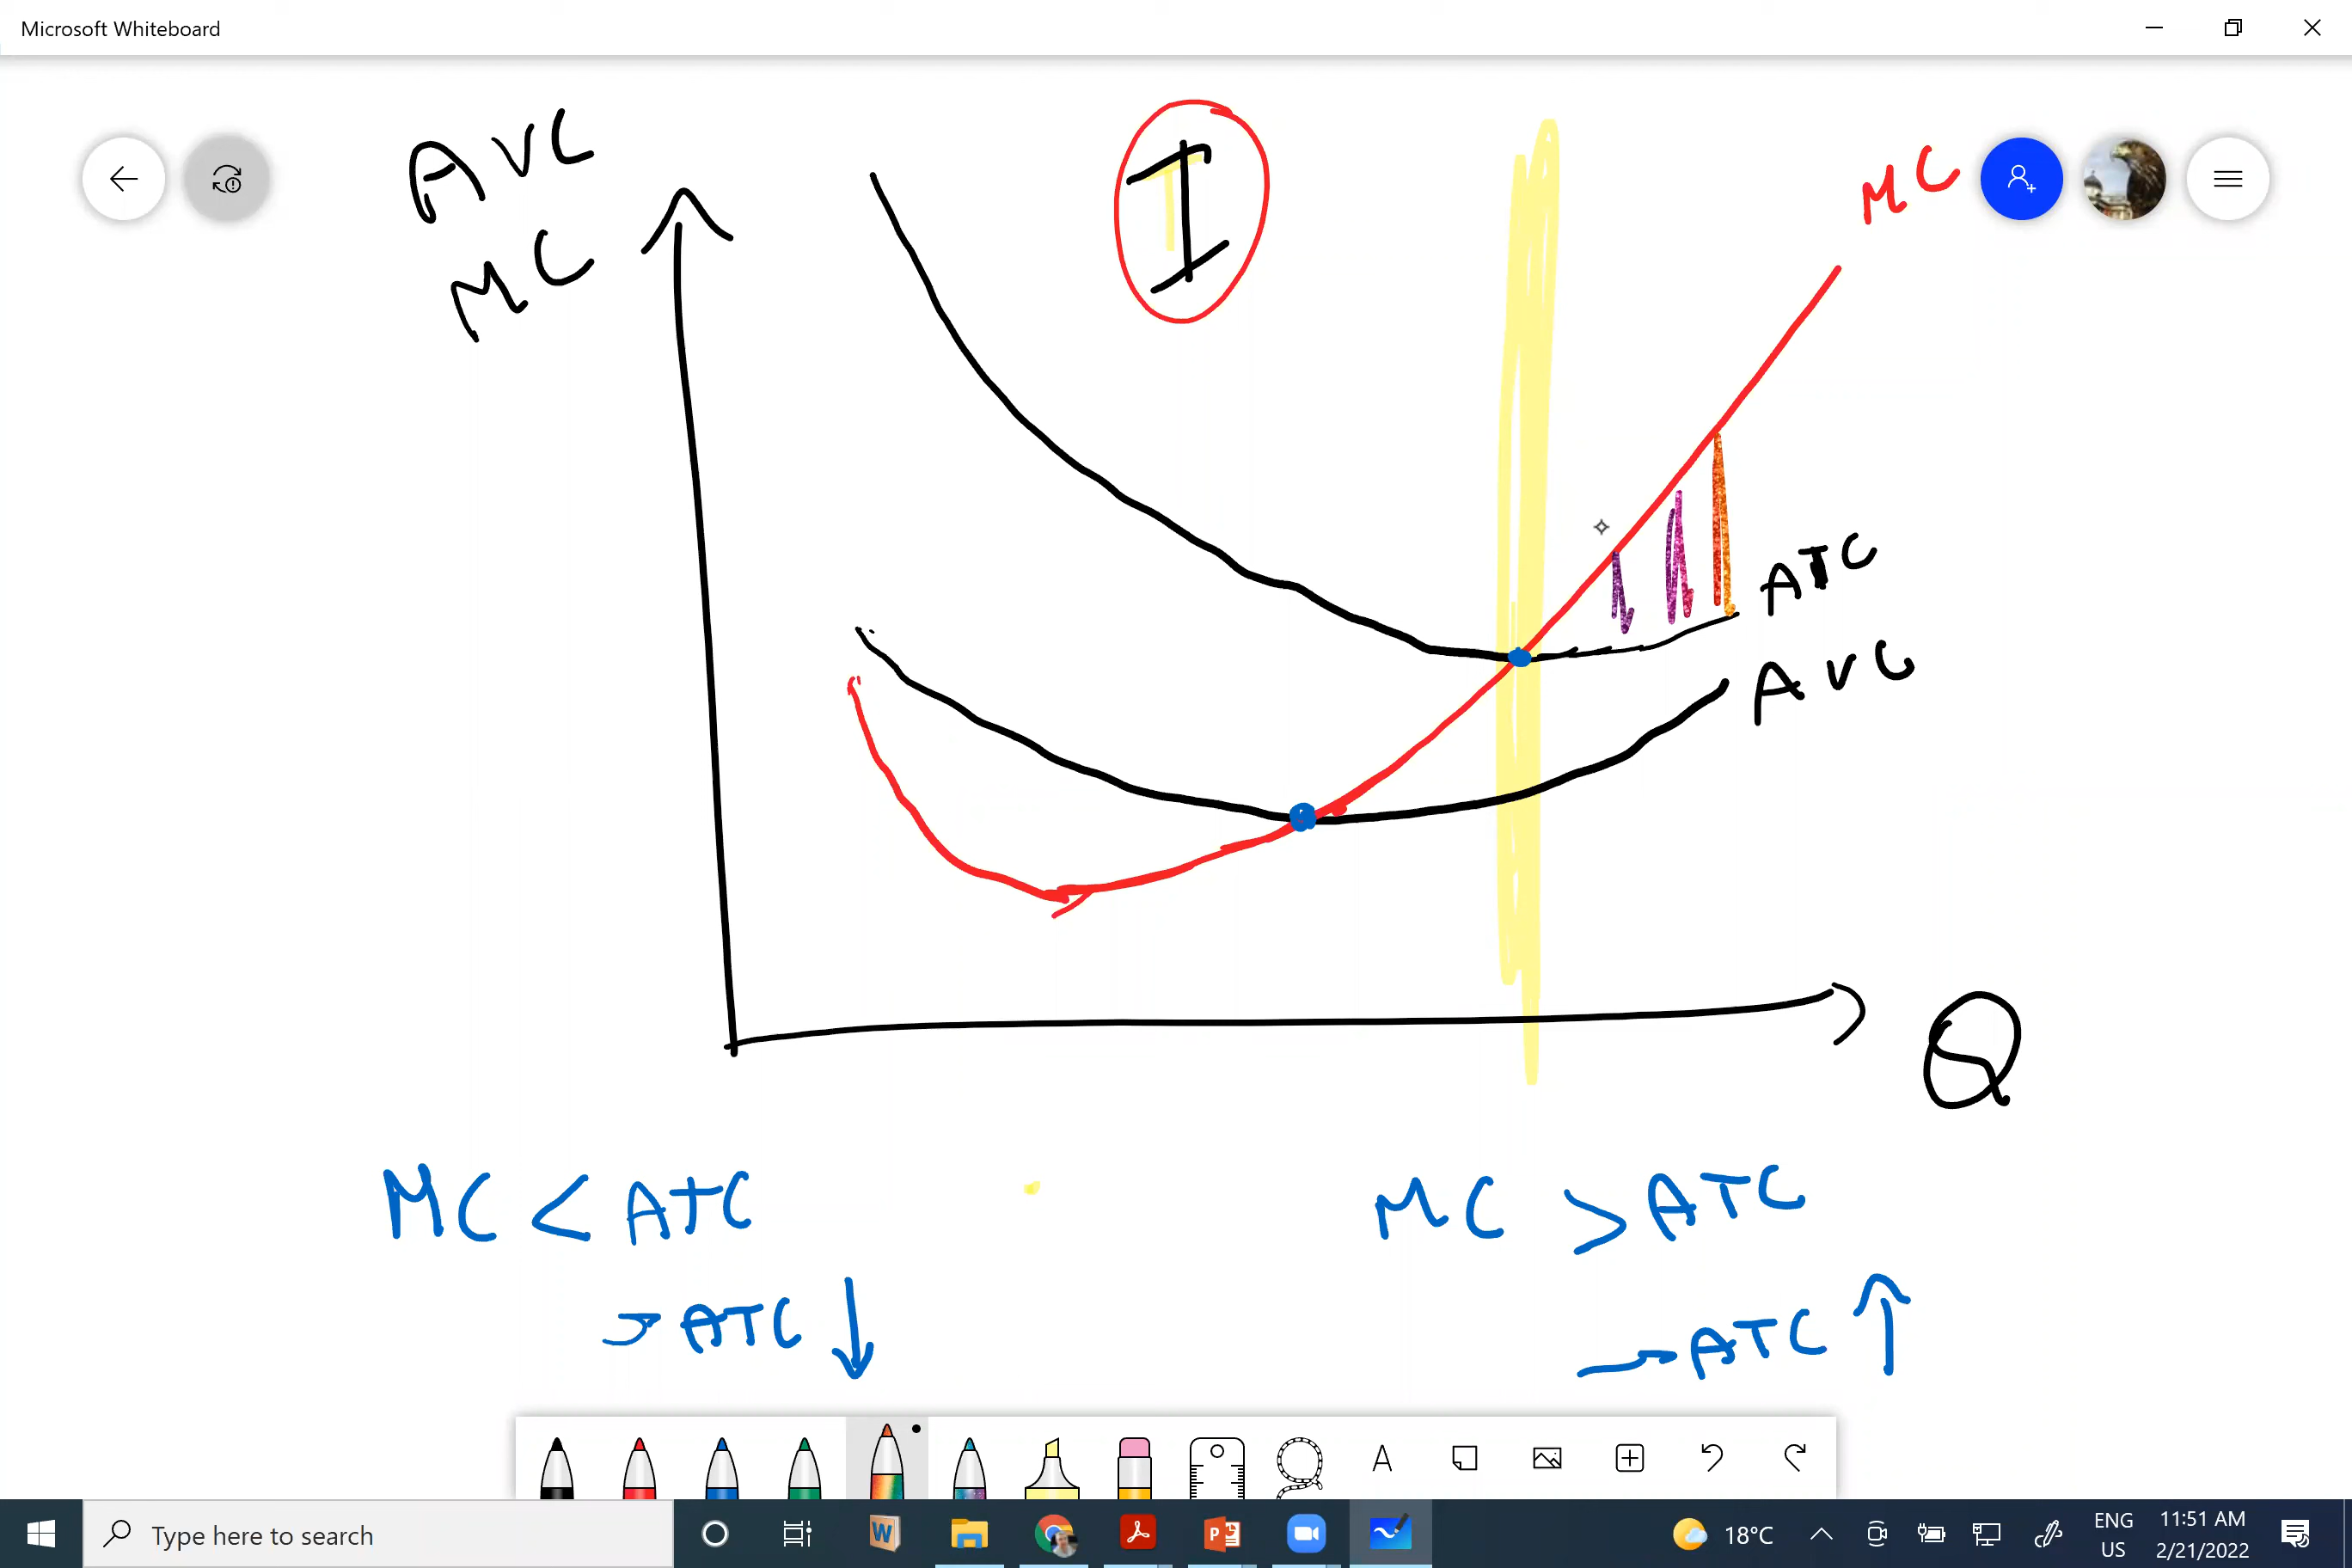 Microsoft Whiteboard
AVC
MC
I
MC
ATC
AVC
Q
MC < ATC
→ ATC ↓
MC > ATC
→ ATC ↑
A
Type here to search
W
P
18°C
ENG
US
11:51 AM
2/21/2022